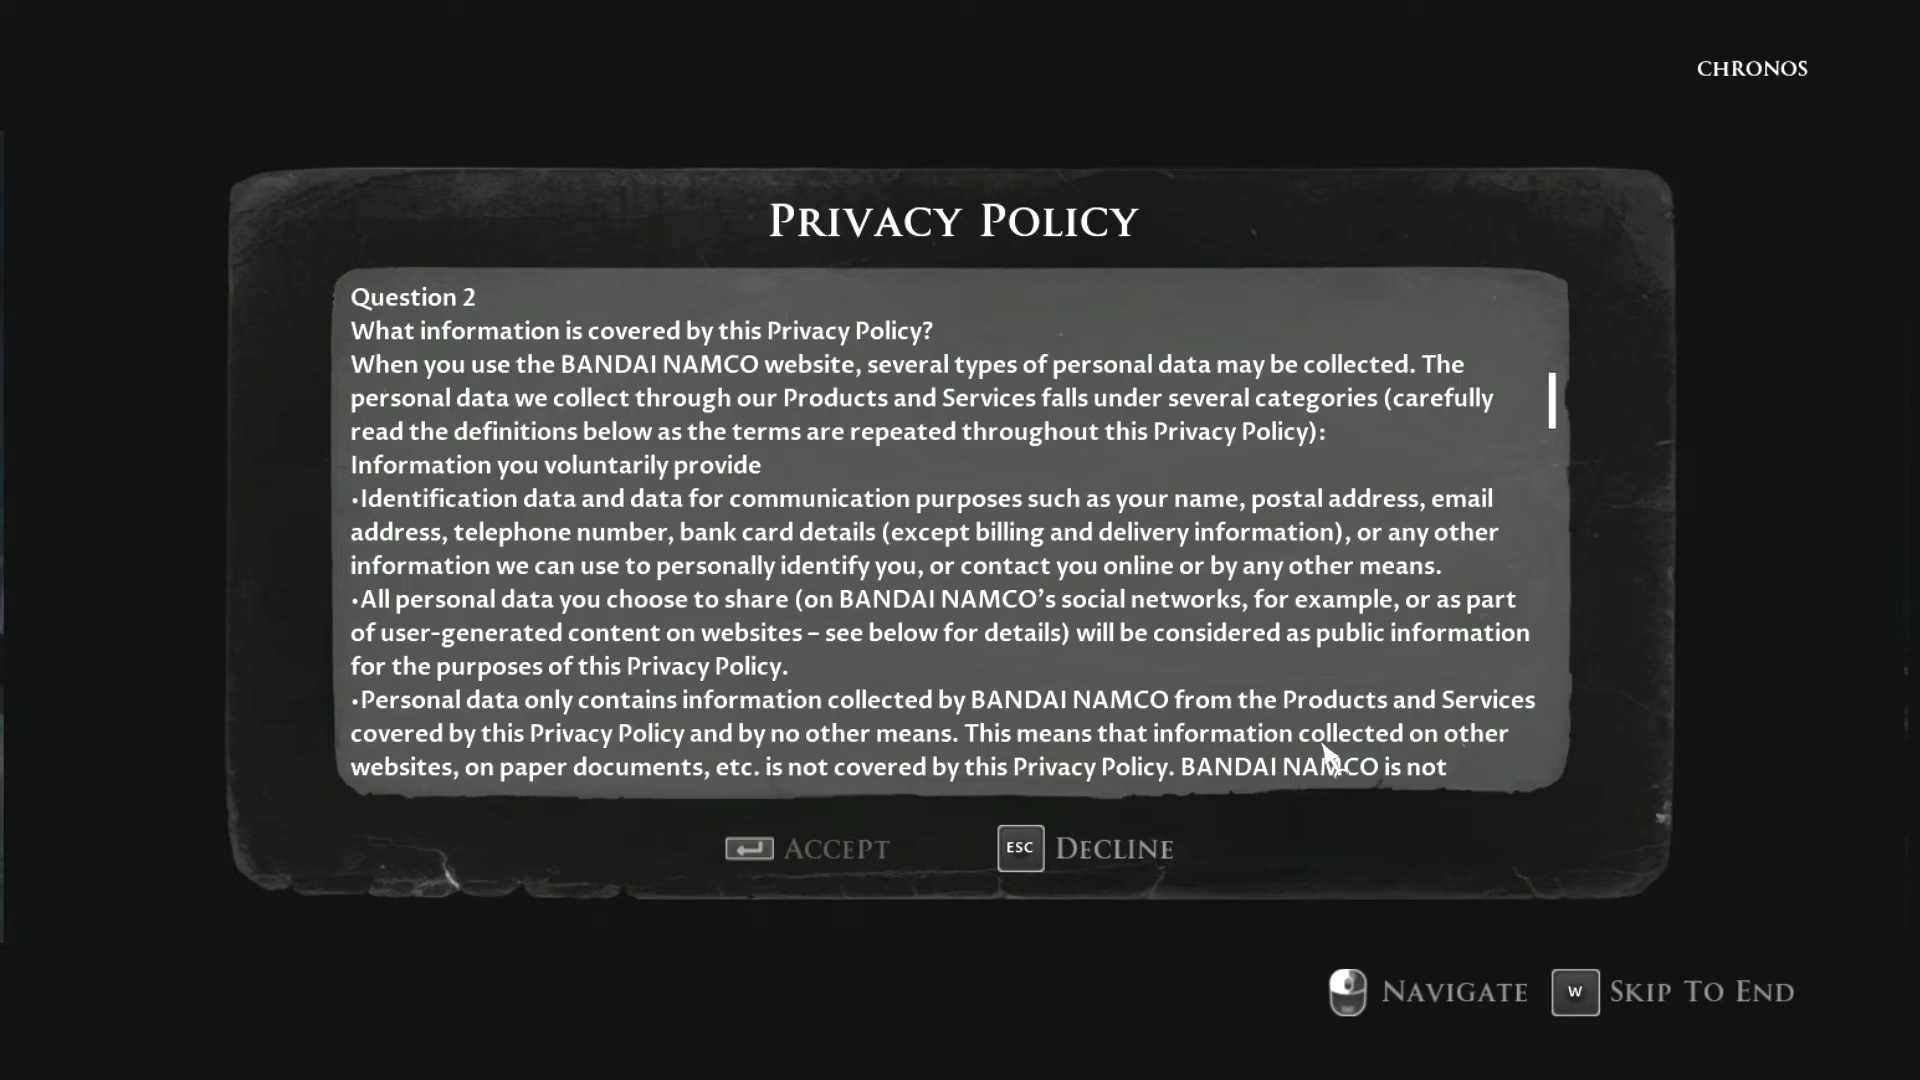 CHRONOS
PRIVACY POLICY
Question 2
What information is covered by this Privacy Policy?
When you use the BANDAI NAMCO website, several types of personal data may be collected. The
personal data we collect through our Products and Services falls under several categories (carefully
read the definitions below as the terms are repeated throughout this Privacy Policy):
Information you voluntarily provide
•Identification data and data for communication purposes such as your name, postal address, email
address, telephone number, bank card details (except billing and delivery information), or any other
information we can use to personally identify you, or contact you online or by any other means.
•All personal data you choose to share (on BANDAI NAMCO’s social networks, for example, or as part
of user-generated content on websites – see below for details) will be considered as public information
for the purposes of this Privacy Policy.
•Personal data only contains information collected by BANDAI NAMCO from the Products and Services
covered by this Privacy Policy and by no other means. This means that information collected on other
websites, on paper documents, etc. is not covered by this Privacy Policy. BANDAI NAMCO is not
ACCEPT
ESC DECLINE
NAVIGATE W SKIP TO END